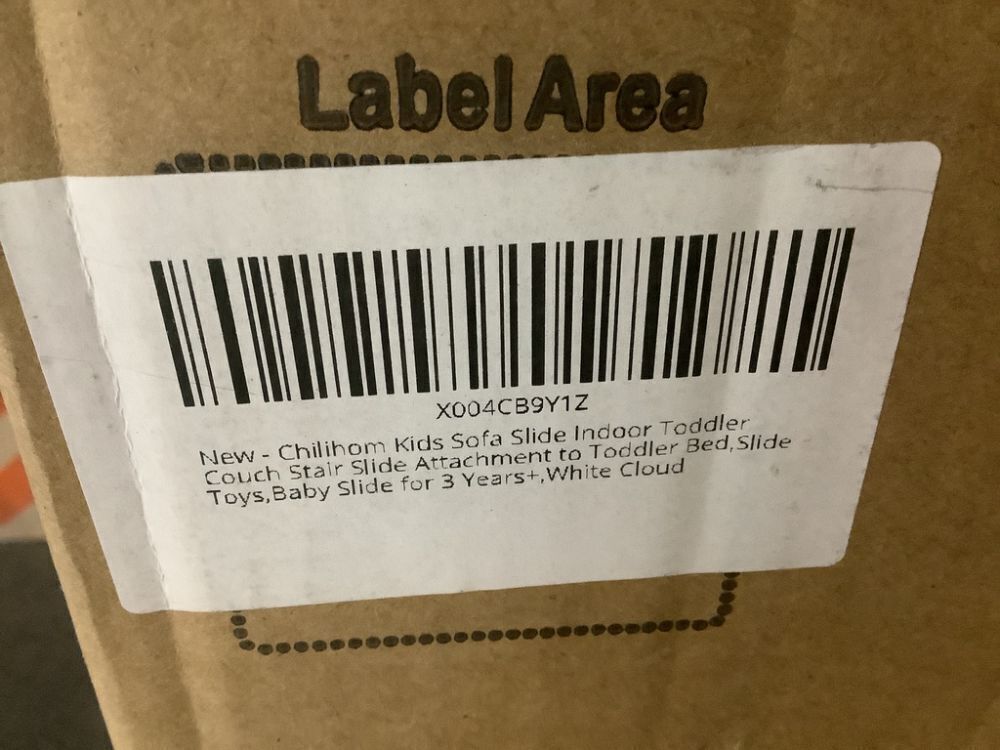 Label Area
X004CB9Y1Z
New - Chilihom Kids Sofa Slide Indoor Toddler
Couch Stair Slide Attachment to Toddler Bed,Slide
Toys,Baby Slide for 3 Years+,White Cloud